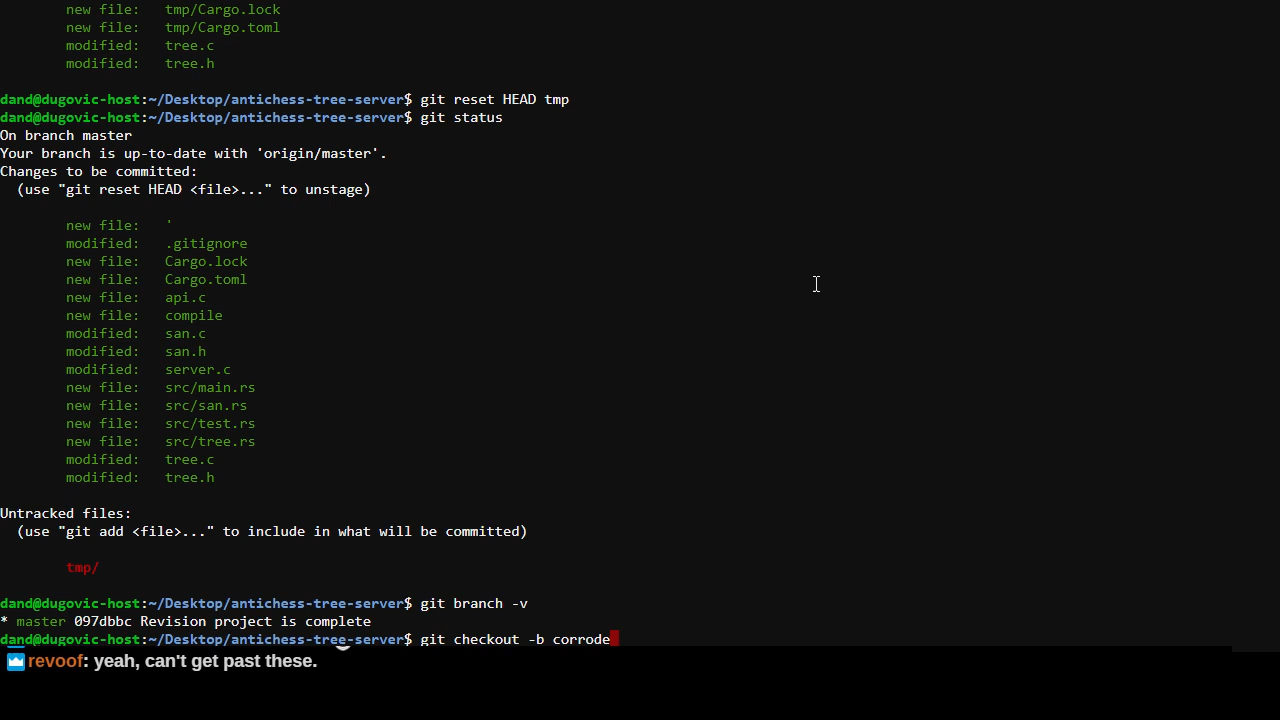 new file:   tmp/Cargo.lock
new file:   tmp/Cargo.toml
modified:   tree.c
modified:   tree.h
dand@dugovic-host:~/Desktop/antichess-tree-server$ git reset HEAD tmp
dand@dugovic-host:~/Desktop/antichess-tree-server$ git status
On branch master
Your branch is up-to-date with 'origin/master'.
Changes to be committed:
(use "git reset HEAD <file>..." to unstage)
new file:   '
modified:   .gitignore
new file:   Cargo.lock
new file:   Cargo.toml
new file:   api.c
new file:   compile
modified:   san.c
modified:   san.h
modified:   server.c
new file:   src/main.rs
new file:   src/san.rs
new file:   src/test.rs
new file:   src/tree.rs
modified:   tree.c
modified:   tree.h
Untracked files:
(use "git add <file>..." to include in what will be committed)
tmp/
dand@dugovic-host:~/Desktop/antichess-tree-server$ git branch -v
* master 097dbbc Revision project is complete
dand@dugovic-host:~/Desktop/antichess-tree-server$ git checkout -b corrode
revoof: yeah, can't get past these.